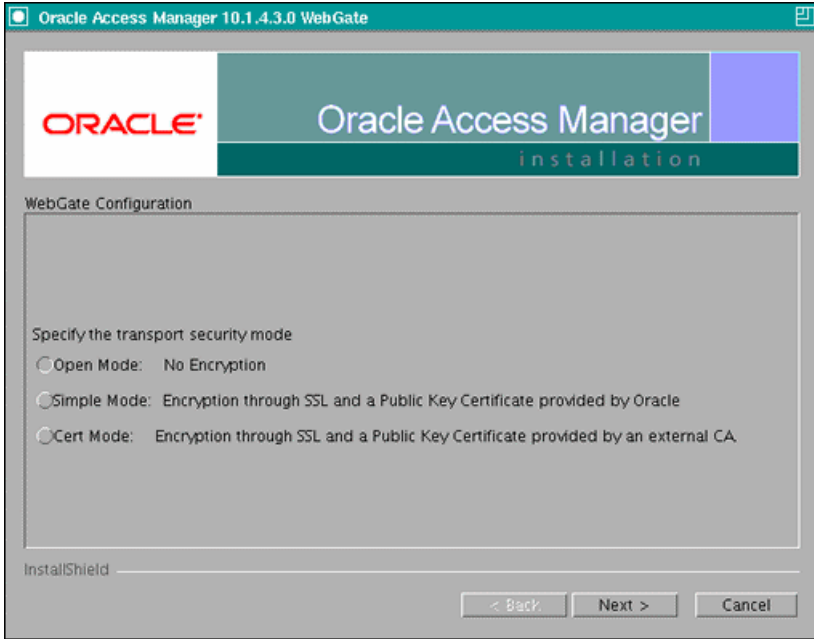 Oracle Access Manager 10.1.4.3.0 WebGate
ORACLE®
Oracle Access Manager
installation
WebGate Configuration
Specify the transport security mode
Open Mode: No Encryption
Simple Mode: Encryption through SSL and a Public Key Certificate provided by Oracle
Cert Mode: Encryption through SSL and a Public Key Certificate provided by an external CA.
InstallShield
< Back Next > Cancel